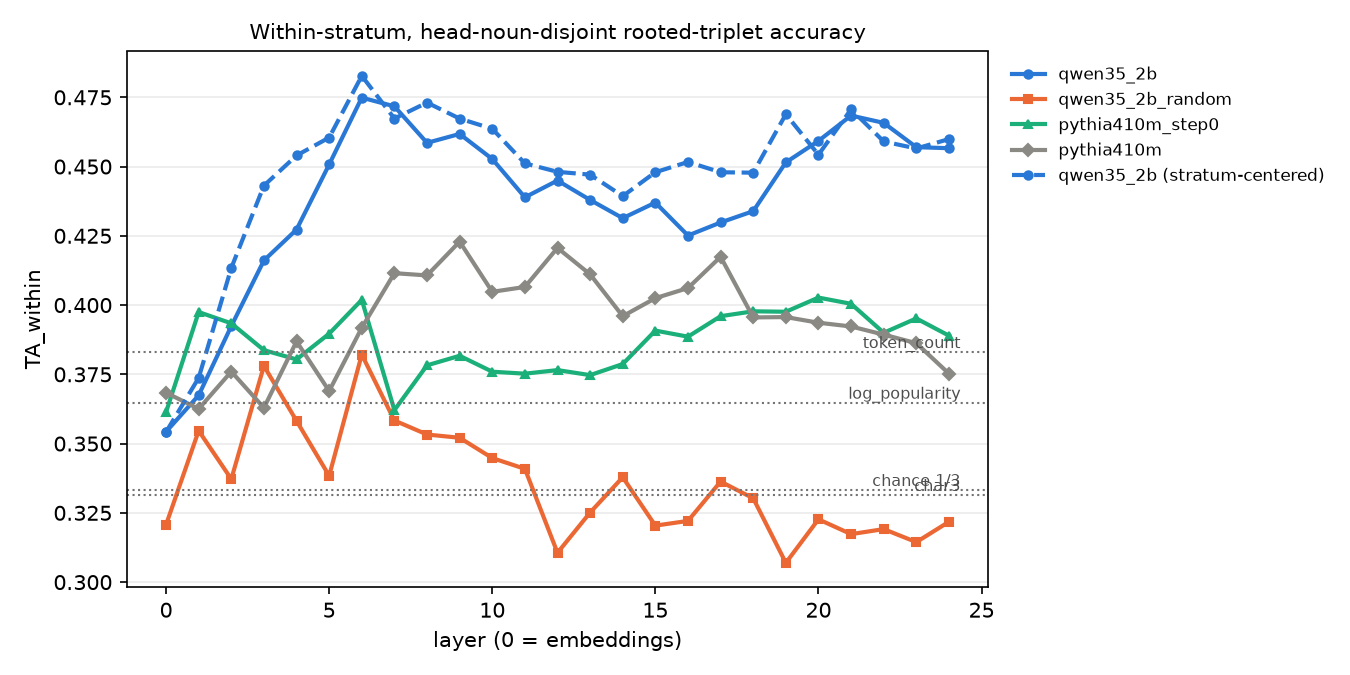 Within-stratum, head-noun-disjoint rooted-triplet accuracy
qwen35_2b
qwen35_2b_random
pythia410m_step0
pythia410m
qwen35_2b (stratum-centered)
TA_within
0.475
0.450
0.425
0.400
0.375
0.350
0.325
0.300
token_count
log_popularity
chance 1/3
char3
0
5
10
15
20
25
layer (0 = embeddings)